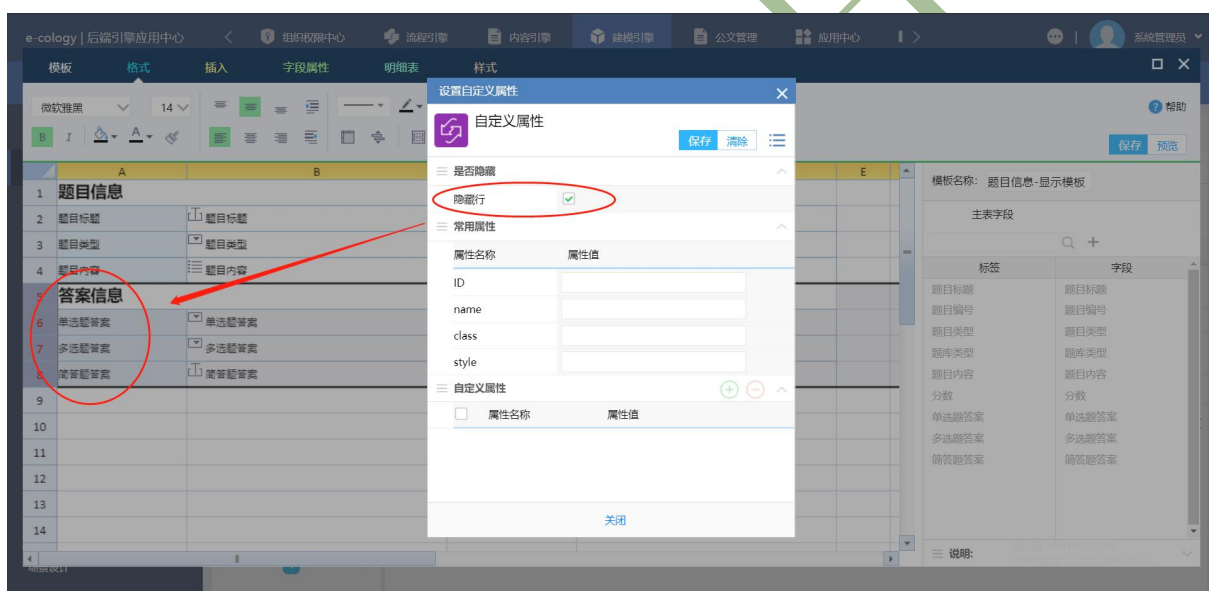 e-cology | 后端引擎应用中心 < 组织权限中心 流程引擎 内容引擎 建模引擎 公文管理 应用中心 > 系统管理员
模板 格式 插入 字段属性 明细表 样式
微软雅黑 14
帮助
B I
保存 预览
设置自定义属性
自定义属性
保存 清除
是否隐藏
隐藏行
常用属性
属性名称 属性值
ID
name
class
style
自定义属性
属性名称 属性值
关闭
A B E
1 题目信息
2 题目标题 题目标题
3 题目类型 题目类型
4 题目内容 题目内容
5 答案信息
6 单选题答案 单选题答案
7 多选题答案 多选题答案
8 简答题答案 简答题答案
9
10
11
12
13
14
模板名称: 题目信息-显示模板
主表字段
标签 字段
题目标题 题目标题
题目编号 题目编号
题目类型 题目类型
题库类型 题库类型
题目内容 题目内容
分数 分数
单选题答案 单选题答案
多选题答案 多选题答案
简答题答案 简答题答案
说明: